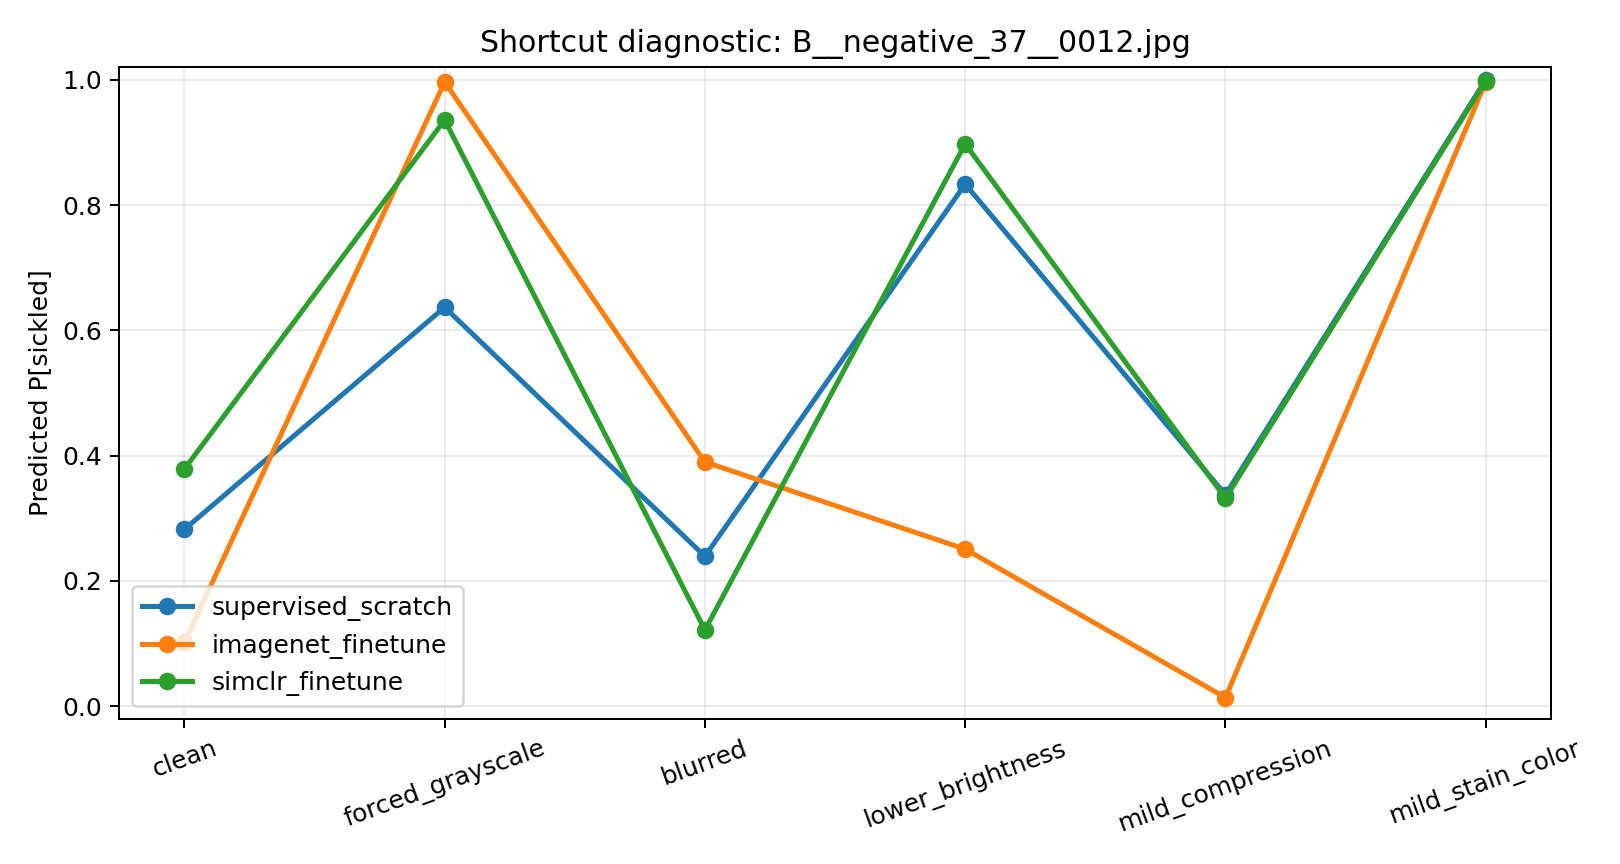 Shortcut diagnostic: B__negative_37__0012.jpg
Predicted P[sickled]
1.0
0.8
0.6
0.4
0.2
0.0
supervised_scratch
imagenet_finetune
simclr_finetune
clean
forced_grayscale
blurred
lower_brightness
mild_compression
mild_stain_color